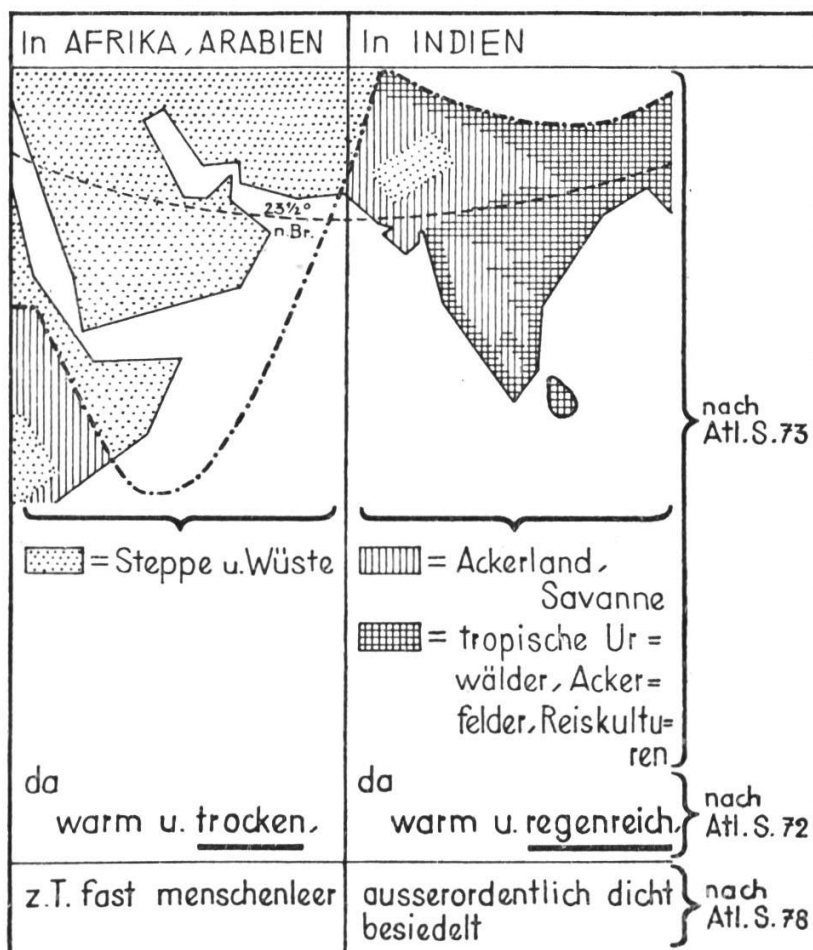 In AFRIKA, ARABIEN
In INDIEN
23½°
n.Br.
nach
Atl.S.73
= Steppe u. Wüste
= Ackerland,
Savanne
= tropische Ur=
wälder, Acker=
felder, Reiskultu=
ren
da
warm u. trocken,
da
warm u. regenreich,
nach
Atl. S. 72
z.T. fast menschenleer
ausserordentlich dicht
besiedelt
nach
Atl. S. 78